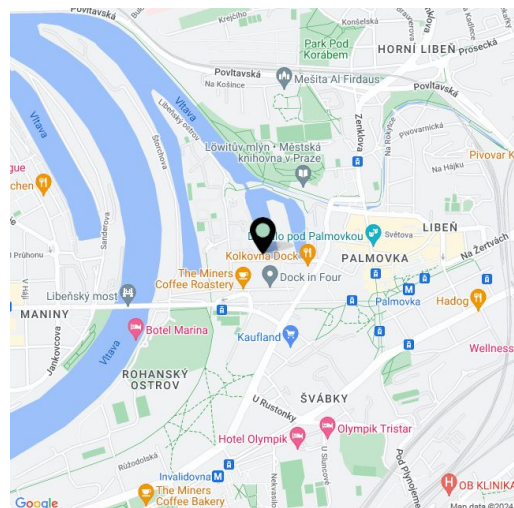 Krejčího
Konšelská
Povltavská
Park Pod
Korábem
HORNÍ LIBEŇ
Prosecká
Zenklova
Povltavská
Mešita Al Firdaus
Na Košince
Povltavská
Vltava
Libeňský ostrov
Vltava
Štorchova
Na Rokytce
Pivovarnická
Löwitův mlýn • Městská
knihovna v Praze
Zenklova
Na Hájku
Pivovar K
Sanderova
Divadlo pod Palmovkou
Světova
LIBEŇ
Kolkovna Dock
PALMOVKA
Na Žertvách
The Miners
Coffee Roastery
Dock in Four
Libeňský most
Palmovka
MANINY
Hadog
Botel Marina
Kaufland
Jankovcova
Vltava
Wellness
ROHANSKÝ
OSTROV
ŠVÁBKY
U Rustonky
Olympik Tristar
Hotel Olympik
U Sluncové
Růžodolská
Pod Plynojemem
Invalidovna
Nekvasilova
OB KLINIKA
The Miners
Coffee Bakery
Google
Map data ©2024